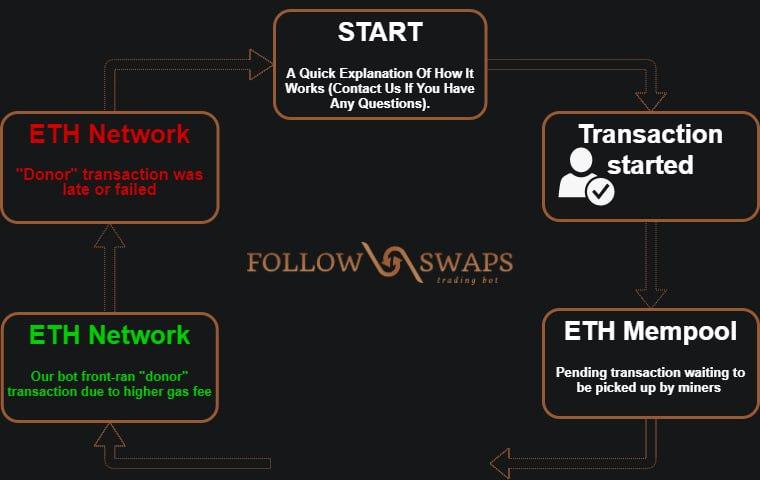 START
A Quick Explanation Of How It
Works (Contact Us If You Have
Any Questions).
Transaction
started
ETH Mempool
Pending transaction waiting to
be picked up by miners
ETH Network
Our bot front-ran "donor"
transaction due to higher gas fee
ETH Network
"Donor" transaction was
late or failed
FOLLOW SWAPS
trading bot